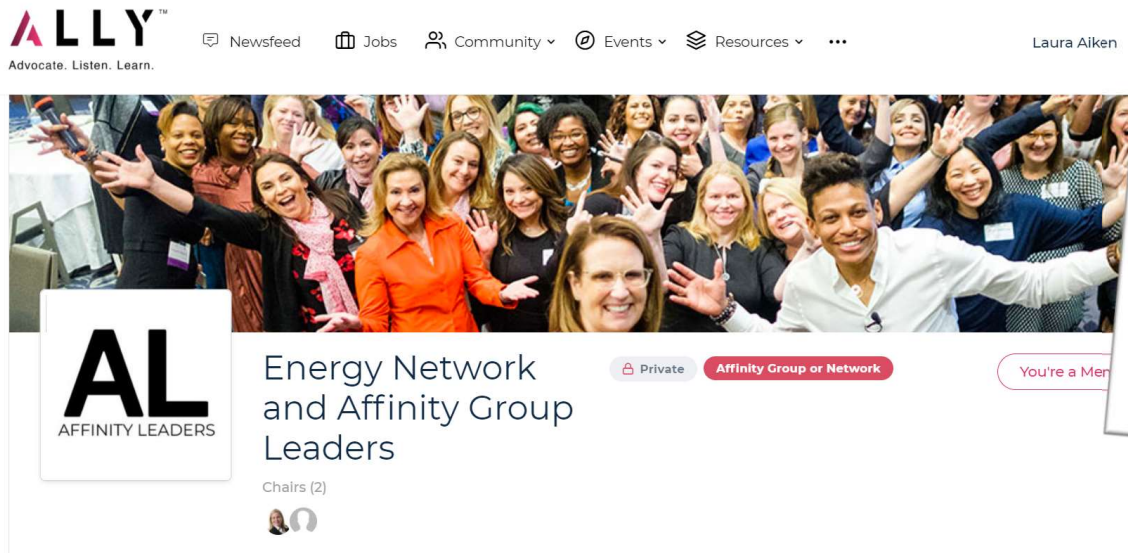 ALLY™
Advocate. Listen. Learn.
Newsfeed
Jobs
Community
Events
Resources
...
Laura Aiken
AL
AFFINITY LEADERS
Energy Network
and Affinity Group
Leaders
Private
Affinity Group or Network
You're a Mem
Chairs (2)